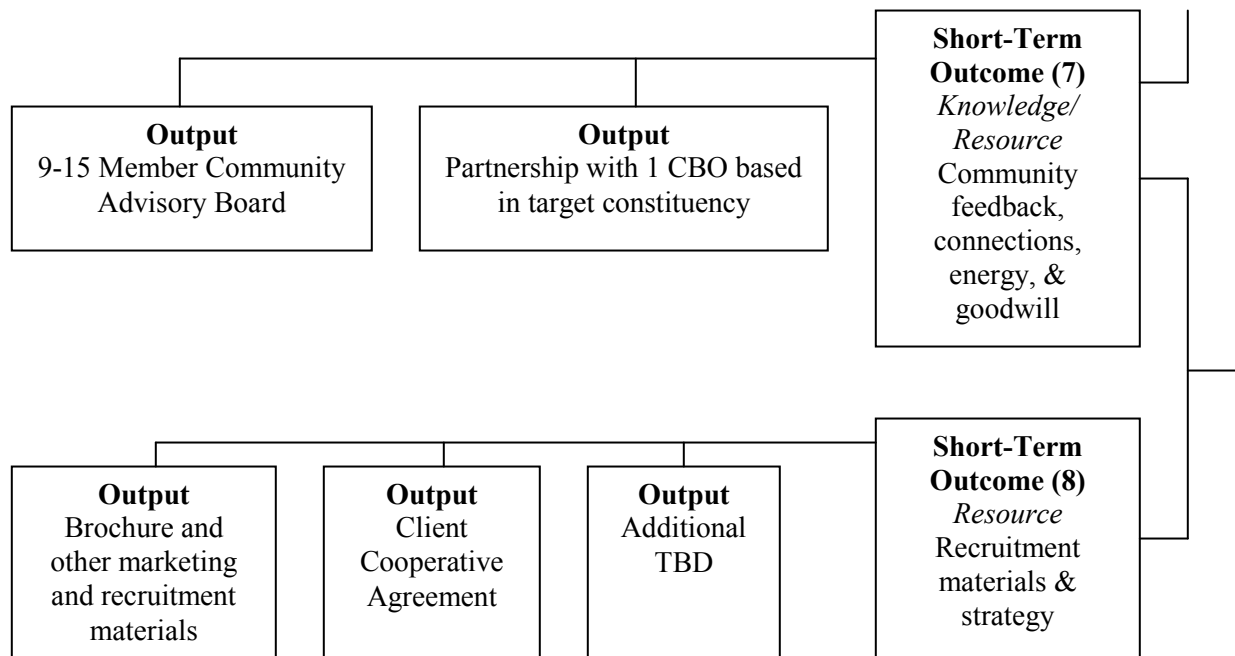 Short-Term
Outcome (7)
Knowledge/
Resource
Community
feedback,
connections,
energy, &
goodwill
Output
9-15 Member Community
Advisory Board
Output
Partnership with 1 CBO based
in target constituency
Short-Term
Outcome (8)
Resource
Recruitment
materials &
strategy
Output
Brochure and
other marketing
and recruitment
materials
Output
Client
Cooperative
Agreement
Output
Additional
TBD